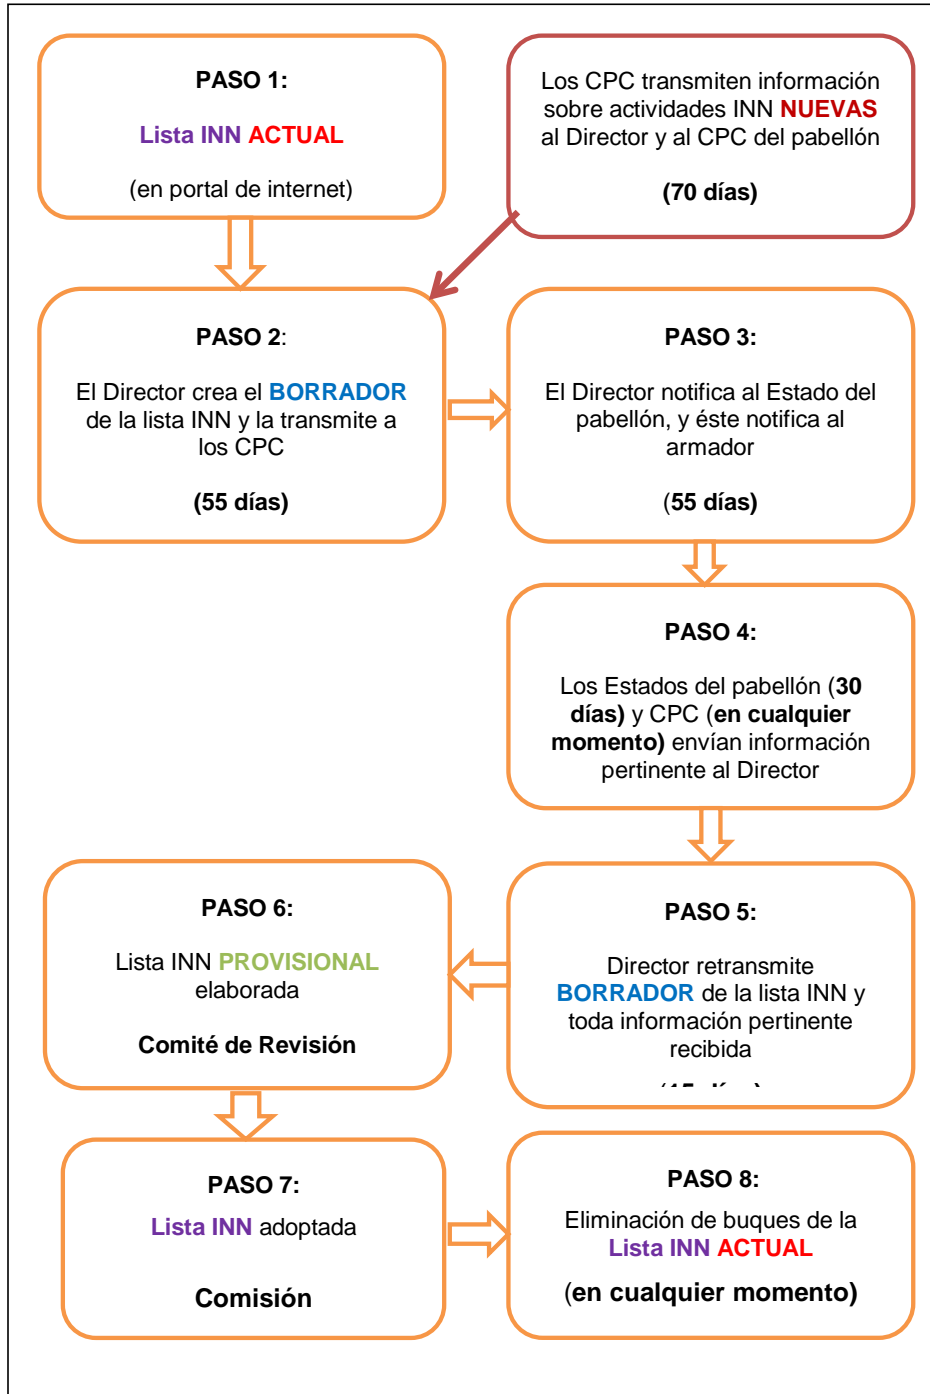 PASO 1:
Lista INN ACTUAL
(en portal de internet)
Los CPC transmiten información
sobre actividades INN NUEVAS
al Director y al CPC del pabellón
(70 días)
PASO 2:
El Director crea el BORRADOR
de la lista INN y la transmite a
los CPC
(55 días)
PASO 3:
El Director notifica al Estado del
pabellón, y éste notifica al
armador
(55 días)
PASO 4:
Los Estados del pabellón (30
días) y CPC (en cualquier
momento) envían información
pertinente al Director
PASO 5:
Director retransmite
BORRADOR de la lista INN y
toda información pertinente
recibida
(15 días)
PASO 6:
Lista INN PROVISIONAL
elaborada
Comité de Revisión
PASO 7:
Lista INN adoptada
Comisión
PASO 8:
Eliminación de buques de la
Lista INN ACTUAL
(en cualquier momento)